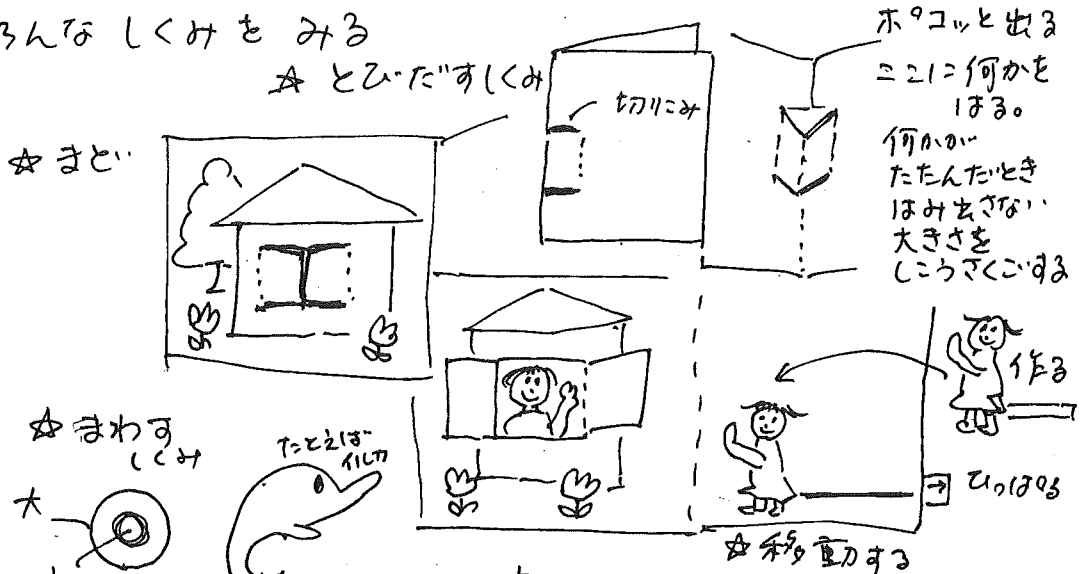 ろんな しくみを みる
☆ とびだすしくみ
切りこみ
ポコッと出る
ここに何かを
はる。
何かが
たたんだとき
はみ出さない
大きさを
しこうさくごする
☆ まど
作る
ひっぱる
☆ 移動する
☆ まわす
しくみ
大
たとえば
イルカ